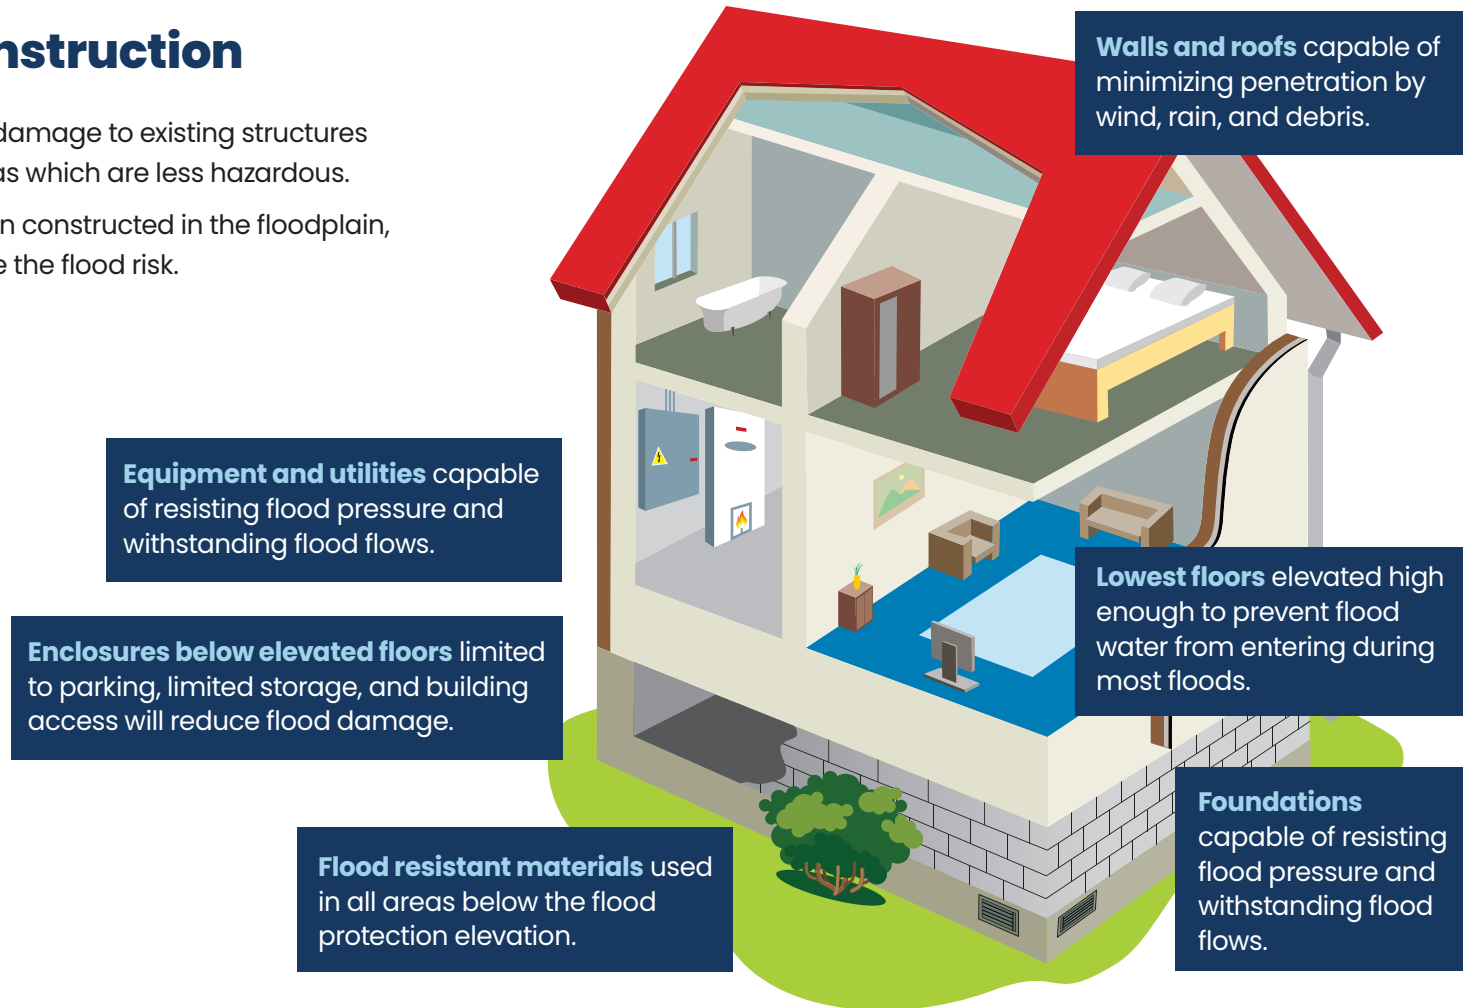 nstruction
damage to existing structures
as which are less hazardous.
n constructed in the floodplain,
e the flood risk.
Walls and roofs capable of
minimizing penetration by
wind, rain, and debris.
Equipment and utilities capable
of resisting flood pressure and
withstanding flood flows.
Lowest floors elevated high
enough to prevent flood
water from entering during
most floods.
Enclosures below elevated floors limited
to parking, limited storage, and building
access will reduce flood damage.
Foundations
capable of resisting
flood pressure and
withstanding flood
flows.
Flood resistant materials used
in all areas below the flood
protection elevation.